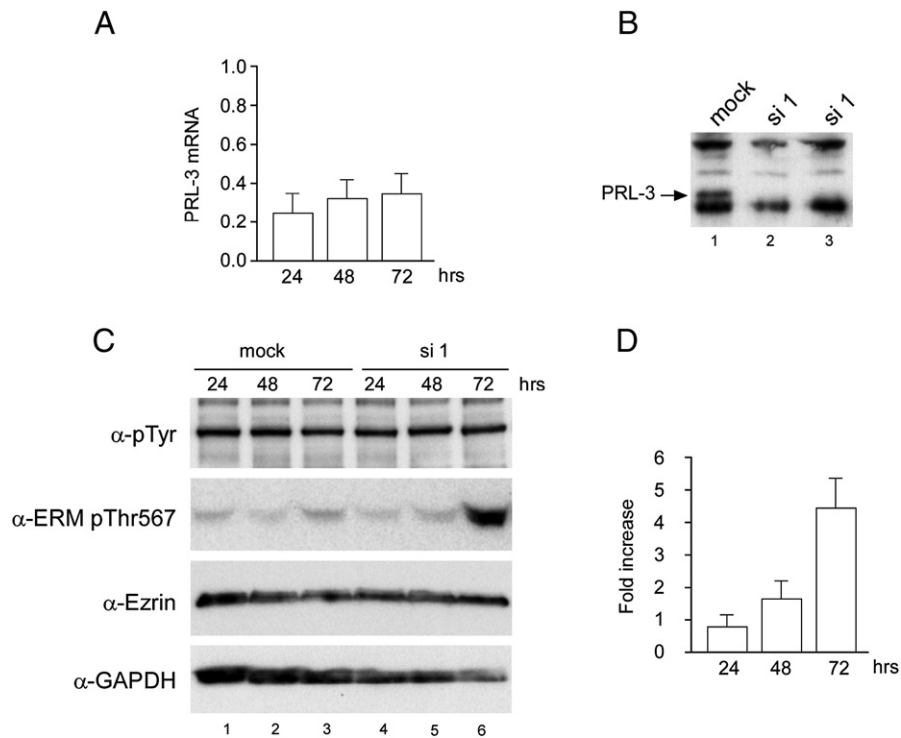 A
PRL-3 mRNA
1.0
0.8
0.6
0.4
0.2
0.0
24 48 72 hrs
B
mock si 1 si 1
PRL-3
1 2 3
C
mock si 1
24 48 72 24 48 72 hrs
α-pTyr
α-ERM pThr567
α-Ezrin
α-GAPDH
1 2 3 4 5 6
D
Fold increase
6
5
4
3
2
1
0
24 48 72 hrs